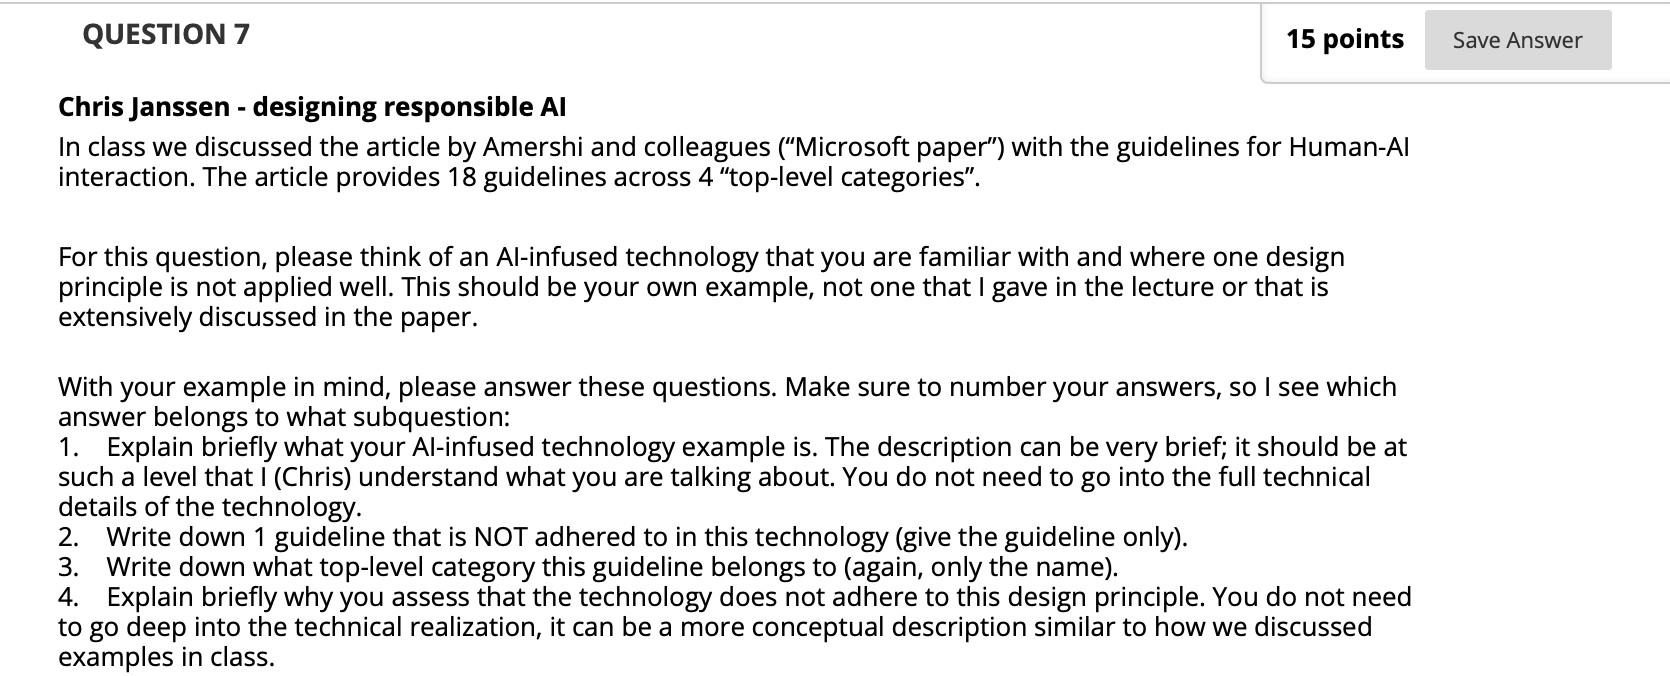 QUESTION 7
15 points
Save Answer
Chris Janssen - designing responsible AI
In class we discussed the article by Amershi and colleagues (“Microsoft paper”) with the guidelines for Human-AI
interaction. The article provides 18 guidelines across 4 “top-level categories”.
For this question, please think of an AI-infused technology that you are familiar with and where one design
principle is not applied well. This should be your own example, not one that I gave in the lecture or that is
extensively discussed in the paper.
With your example in mind, please answer these questions. Make sure to number your answers, so I see which
answer belongs to what subquestion:
1. Explain briefly what your AI-infused technology example is. The description can be very brief; it should be at
such a level that I (Chris) understand what you are talking about. You do not need to go into the full technical
details of the technology.
2. Write down 1 guideline that is NOT adhered to in this technology (give the guideline only).
3. Write down what top-level category this guideline belongs to (again, only the name).
4. Explain briefly why you assess that the technology does not adhere to this design principle. You do not need
to go deep into the technical realization, it can be a more conceptual description similar to how we discussed
examples in class.